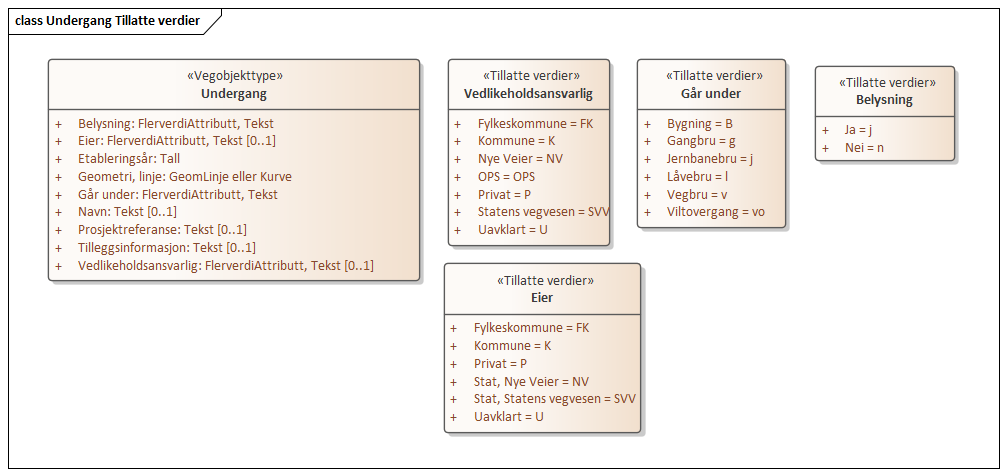 class Undergang Tillatte verdier
«Vegobjekttype»
Undergang
+ Belysning: FlerverdiAttributt, Tekst
+ Eier: FlerverdiAttributt, Tekst [0..1]
+ Etableringsår: Tall
+ Geometri, linje: GeomLinje eller Kurve
+ Går under: FlerverdiAttributt, Tekst
+ Navn: Tekst [0..1]
+ Prosjektreferanse: Tekst [0..1]
+ Tilleggsinformasjon: Tekst [0..1]
+ Vedlikeholdsansvarlig: FlerverdiAttributt, Tekst [0..1]
«Tillatte verdier»
Vedlikeholdsansvarlig
+ Fylkeskommune = FK
+ Kommune = K
+ Nye Veier = NV
+ OPS = OPS
+ Privat = P
+ Statens vegvesen = SVV
+ Uavklart = U
«Tillatte verdier»
Går under
+ Bygning = B
+ Gangbru = g
+ Jernbanebru = j
+ Låvebru = l
+ Vegbru = v
+ Viltovergang = vo
«Tillatte verdier»
Belysning
+ Ja = j
+ Nei = n
«Tillatte verdier»
Eier
+ Fylkeskommune = FK
+ Kommune = K
+ Privat = P
+ Stat, Nye Veier = NV
+ Stat, Statens vegvesen = SVV
+ Uavklart = U